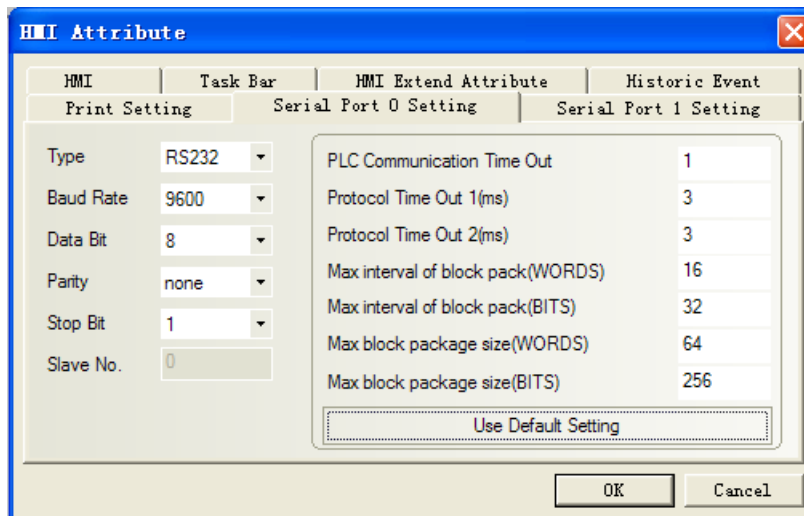 HMI Attribute
HMI Task Bar HMI Extend Attribute Historic Event
Print Setting Serial Port 0 Setting Serial Port 1 Setting
Type RS232
Baud Rate 9600
Data Bit 8
Parity none
Stop Bit 1
Slave No. 0
PLC Communication Time Out 1
Protocol Time Out 1(ms) 3
Protocol Time Out 2(ms) 3
Max interval of block pack(WORDS) 16
Max interval of block pack(BITS) 32
Max block package size(WORDS) 64
Max block package size(BITS) 256
Use Default Setting
OK Cancel